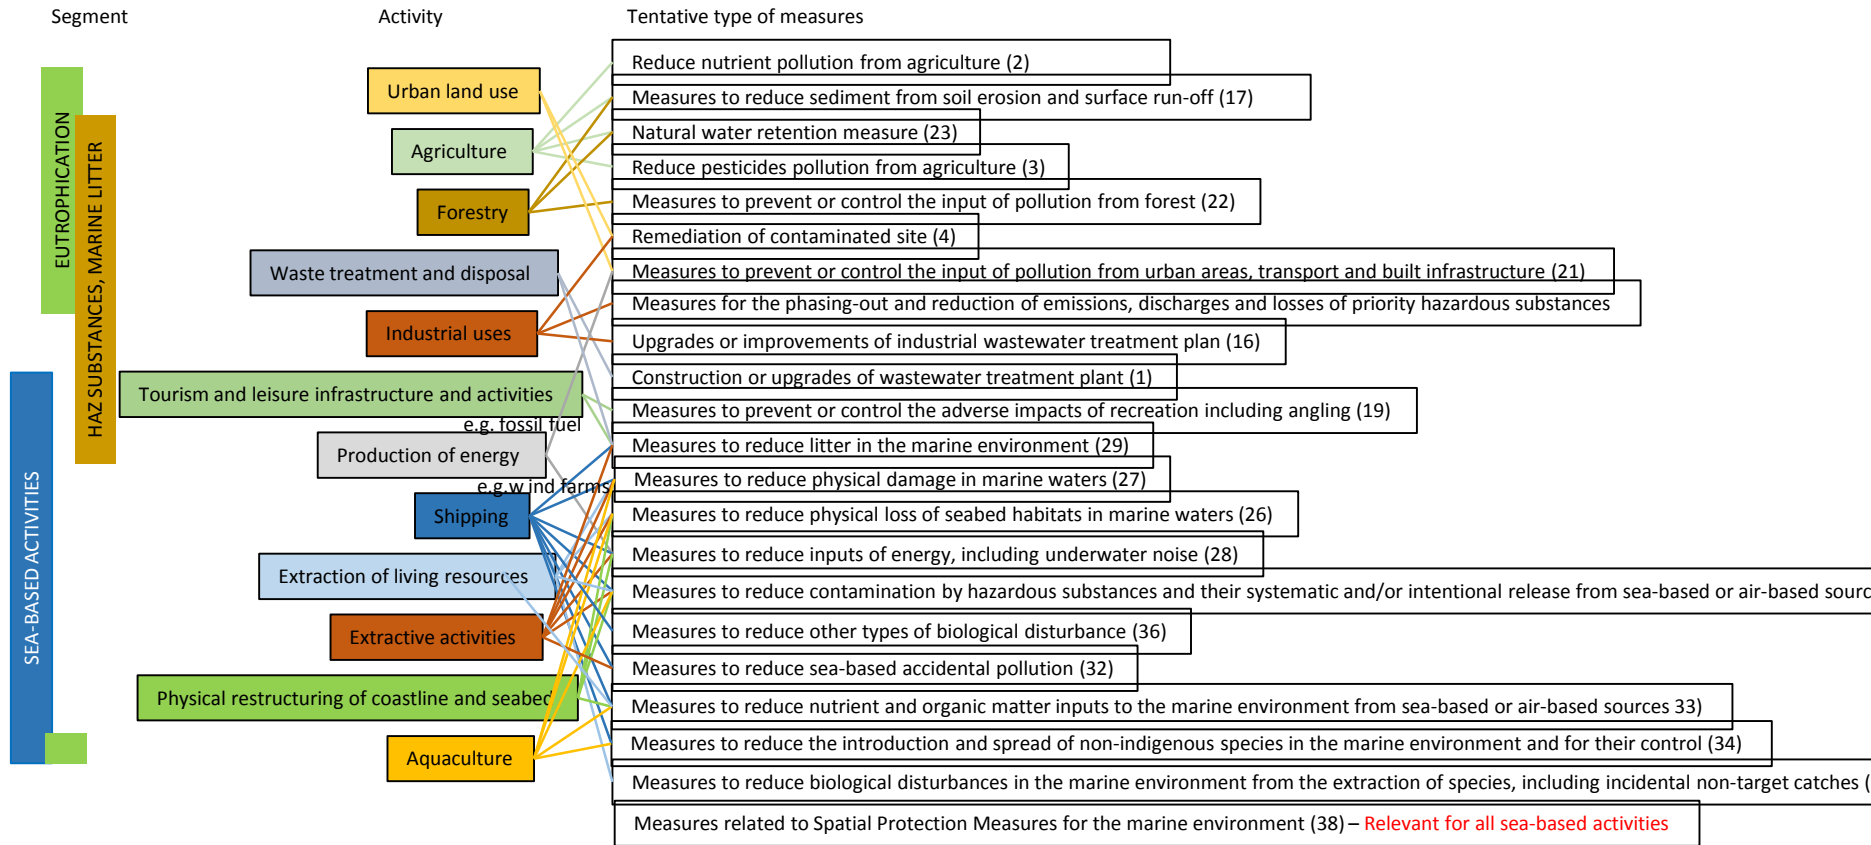 Segment
Activity
Tentative type of measures
EUTROPHICATION
HAZ SUBSTANCES, MARINE LITTER
SEA-BASED ACTIVITIES
Urban land use
Agriculture
Forestry
Waste treatment and disposal
Industrial uses
Tourism and leisure infrastructure and activities
e.g. fossil fuel
Production of energy
e.g.w ind farms
Shipping
Extraction of living resources
Extractive activities
Physical restructuring of coastline and seabed
Aquaculture
Reduce nutrient pollution from agriculture (2)
Measures to reduce sediment from soil erosion and surface run-off (17)
Natural water retention measure (23)
Reduce pesticides pollution from agriculture (3)
Measures to prevent or control the input of pollution from forest (22)
Remediation of contaminated site (4)
Measures to prevent or control the input of pollution from urban areas, transport and built infrastructure (21)
Measures for the phasing-out and reduction of emissions, discharges and losses of priority hazardous substances
Upgrades or improvements of industrial wastewater treatment plan (16)
Construction or upgrades of wastewater treatment plant (1)
Measures to prevent or control the adverse impacts of recreation including angling (19)
Measures to reduce litter in the marine environment (29)
Measures to reduce physical damage in marine waters (27)
Measures to reduce physical loss of seabed habitats in marine waters (26)
Measures to reduce inputs of energy, including underwater noise (28)
Measures to reduce contamination by hazardous substances and their systematic and/or intentional release from sea-based or air-based sourc
Measures to reduce other types of biological disturbance (36)
Measures to reduce sea-based accidental pollution (32)
Measures to reduce nutrient and organic matter inputs to the marine environment from sea-based or air-based sources 33)
Measures to reduce the introduction and spread of non-indigenous species in the marine environment and for their control (34)
Measures to reduce biological disturbances in the marine environment from the extraction of species, including incidental non-target catches (
Measures related to Spatial Protection Measures for the marine environment (38) – Relevant for all sea-based activities